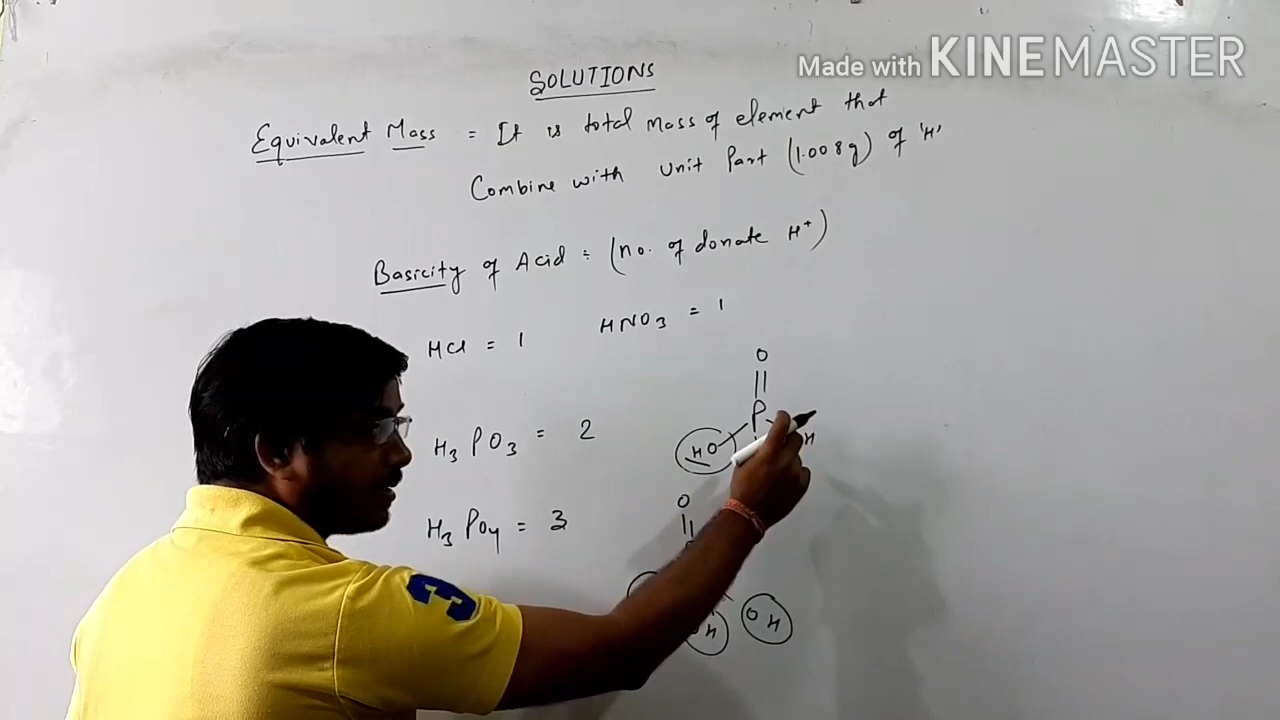 Made with KINEMASTER
SOLUTIONS
Equivalent Mass = It is total mass of element that
Combine with unit Part (1.008g) of 'H'
Basicity of Acid = (no. of donate H⁺)
HCl = 1 HNO₃ = 1
O
P
HO H
H₃PO₃ = 2
O
H₃PO₄ = 3
H OH
3